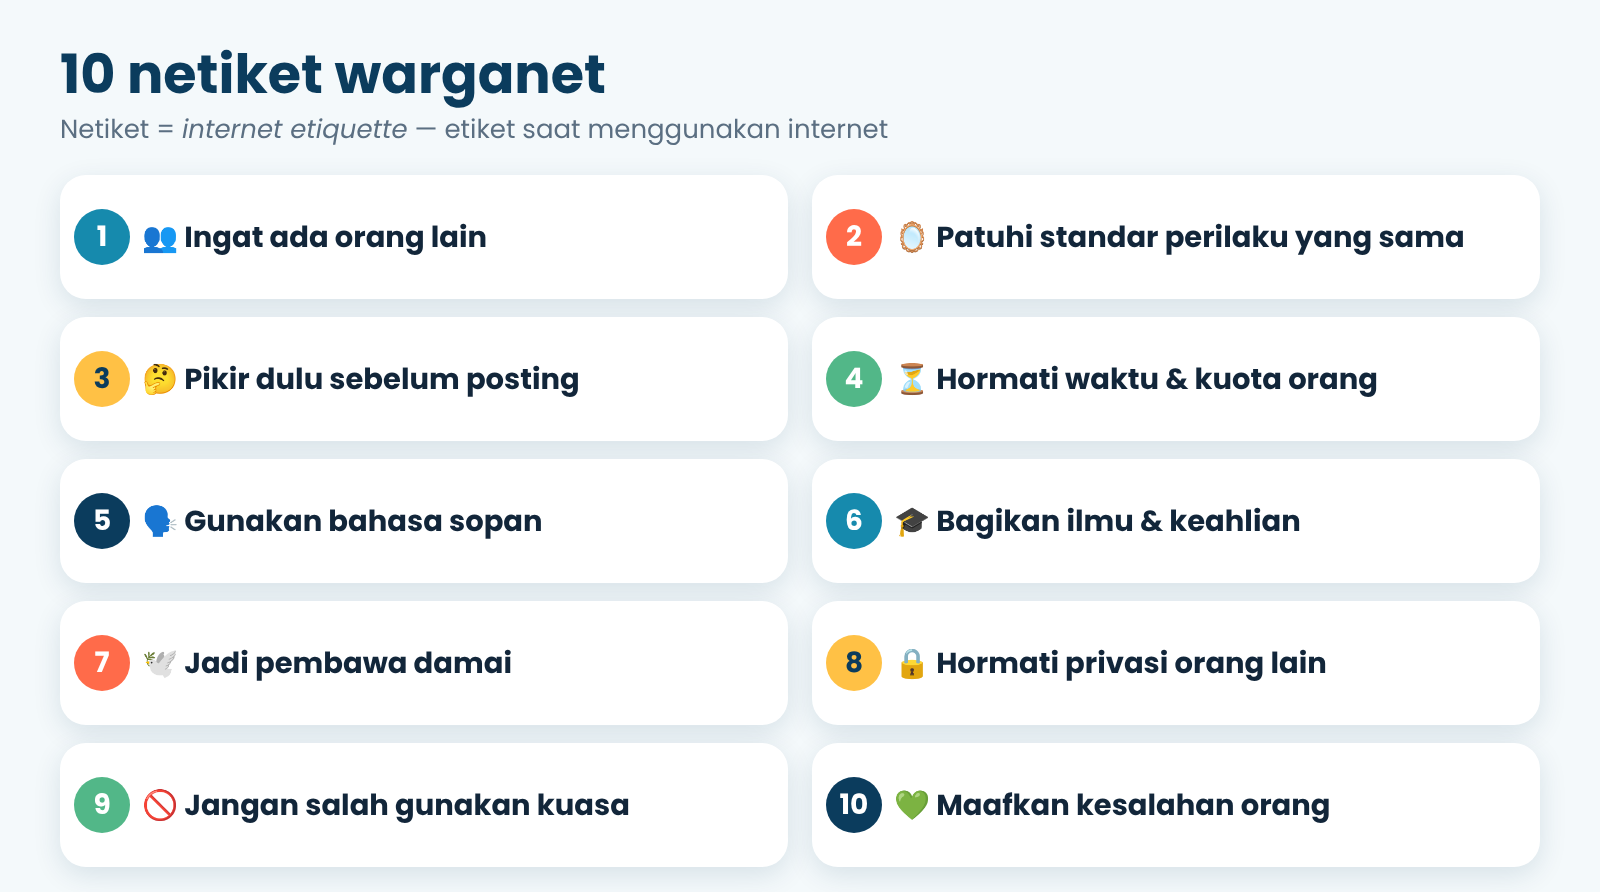 10 netiket warganet
Netiket = internet etiquette — etiket saat menggunakan internet
1 👥 Ingat ada orang lain
2 🪞 Patuhi standar perilaku yang sama
3 🤔 Pikir dulu sebelum posting
4 ⏳ Hormati waktu & kuota orang
5 🗣️ Gunakan bahasa sopan
6 🎓 Bagikan ilmu & keahlian
7 🕊️ Jadi pembawa damai
8 🔒 Hormati privasi orang lain
9 🚫 Jangan salah gunakan kuasa
10 💚 Maafkan kesalahan orang